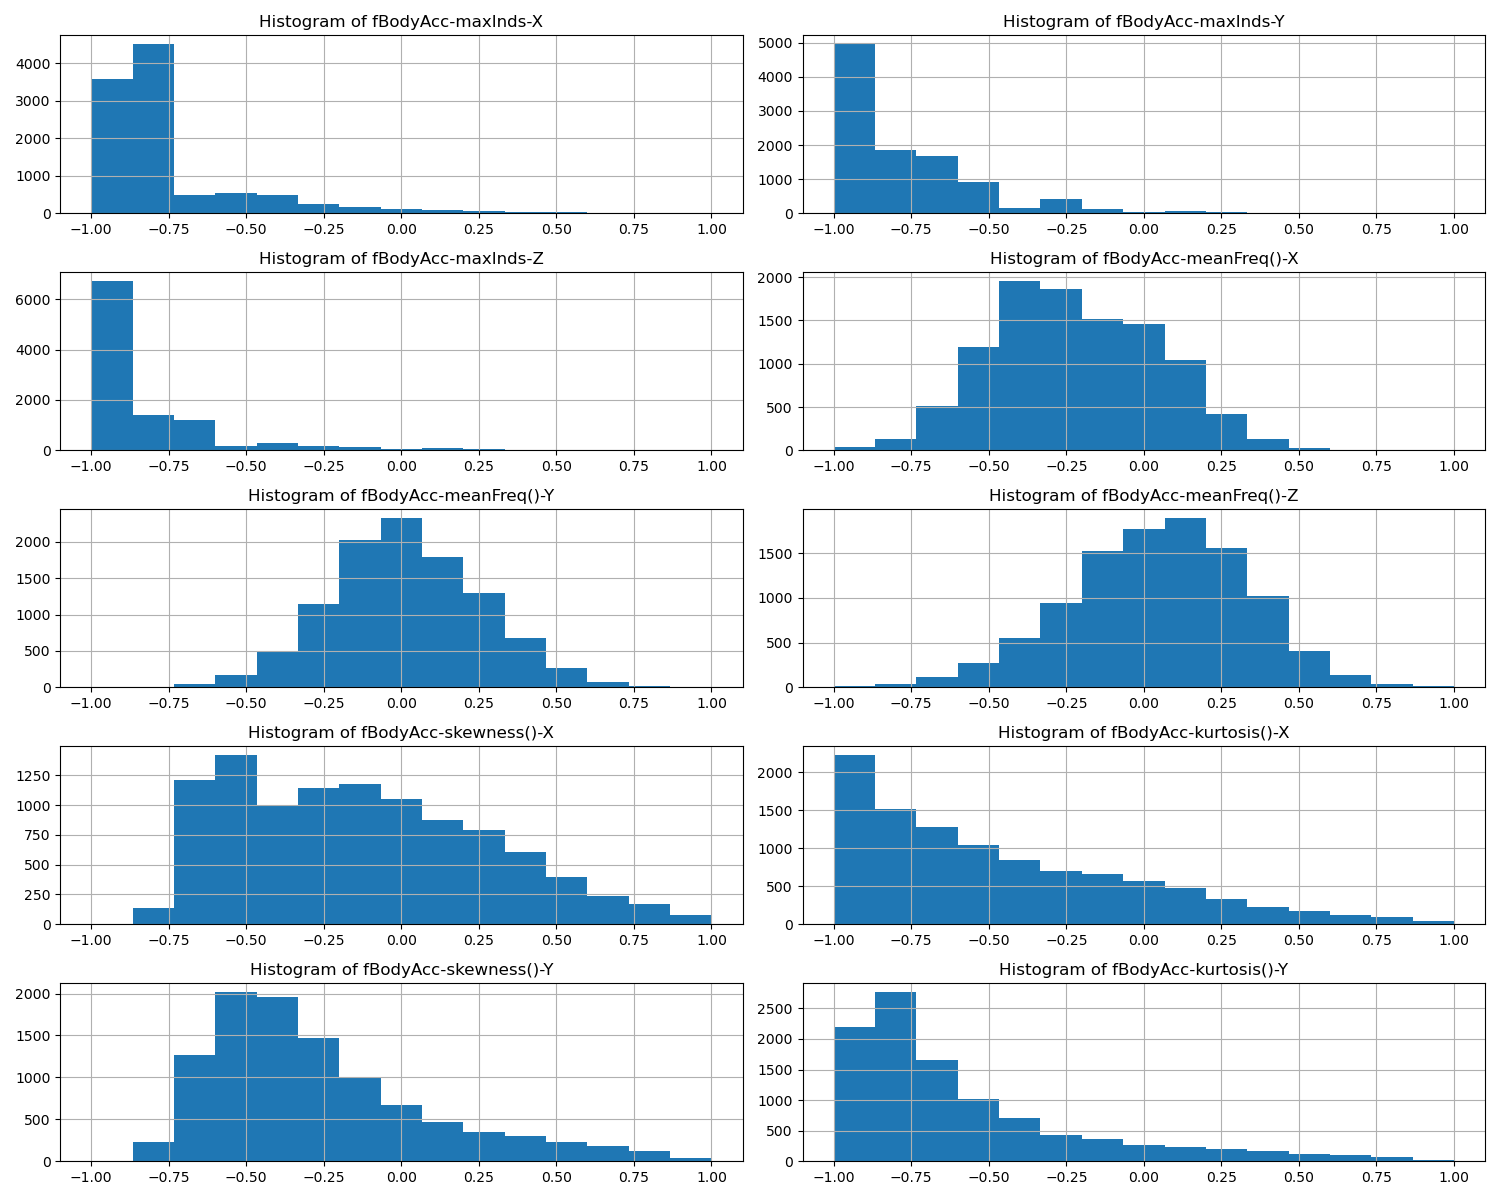 Histogram of fBodyAcc-maxInds-X
4000
3000
2000
1000
0
−1.00 −0.75 −0.50 −0.25 0.00 0.25 0.50 0.75 1.00
Histogram of fBodyAcc-maxInds-Y
5000
4000
3000
2000
1000
0
−1.00 −0.75 −0.50 −0.25 0.00 0.25 0.50 0.75 1.00
Histogram of fBodyAcc-maxInds-Z
6000
4000
2000
0
−1.00 −0.75 −0.50 −0.25 0.00 0.25 0.50 0.75 1.00
Histogram of fBodyAcc-meanFreq()-X
2000
1500
1000
500
0
−1.00 −0.75 −0.50 −0.25 0.00 0.25 0.50 0.75 1.00
Histogram of fBodyAcc-meanFreq()-Y
2000
1500
1000
500
0
−1.00 −0.75 −0.50 −0.25 0.00 0.25 0.50 0.75 1.00
Histogram of fBodyAcc-meanFreq()-Z
1500
1000
500
0
−1.00 −0.75 −0.50 −0.25 0.00 0.25 0.50 0.75 1.00
Histogram of fBodyAcc-skewness()-X
1250
1000
750
500
250
0
−1.00 −0.75 −0.50 −0.25 0.00 0.25 0.50 0.75 1.00
Histogram of fBodyAcc-kurtosis()-X
2000
1500
1000
500
0
−1.00 −0.75 −0.50 −0.25 0.00 0.25 0.50 0.75 1.00
Histogram of fBodyAcc-skewness()-Y
2000
1500
1000
500
0
−1.00 −0.75 −0.50 −0.25 0.00 0.25 0.50 0.75 1.00
Histogram of fBodyAcc-kurtosis()-Y
2500
2000
1500
1000
500
0
−1.00 −0.75 −0.50 −0.25 0.00 0.25 0.50 0.75 1.00